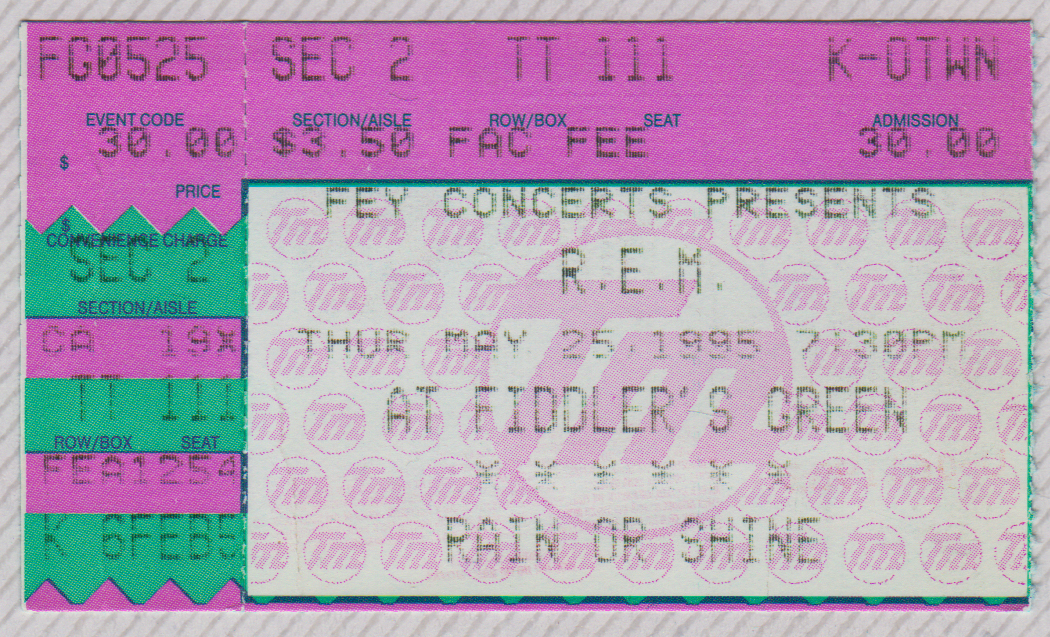 FG0525 SEC 2 TT 111 K-OTWN
EVENT CODE SECTION/AISLE ROW/BOX SEAT ADMISSION
$ 30.00 $3.50 FAC FEE 30.00
PRICE
FEY CONCERTS PRESENTS
$
CONVENIENCE CHARGE
SEC 2
R.E.M.
SECTION/AISLE
CA 19X
THUR MAY 25,1995 7:30PM
TT 111
AT FIDDLER'S GREEN
ROW/BOX SEAT
FEA125A
* * * * * *
K 6FEB5
RAIN OR SHINE
Tm